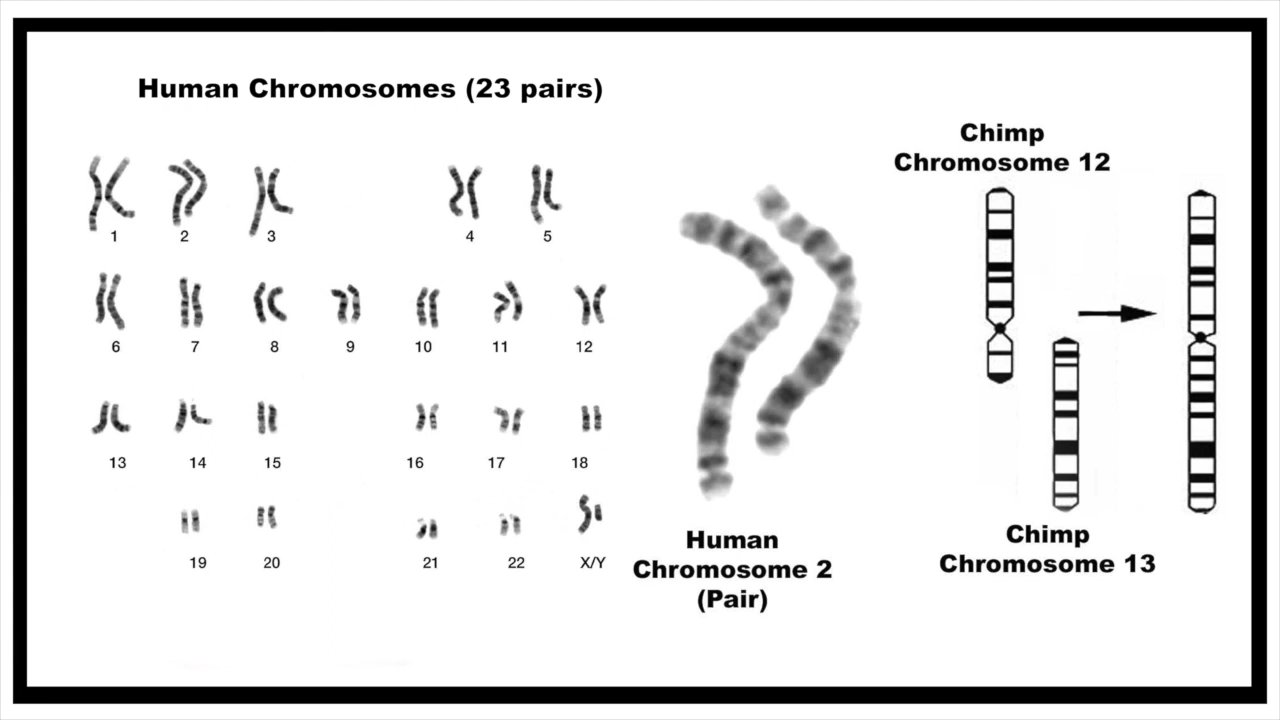 Human Chromosomes (23 pairs)
1 2 3 4 5
6 7 8 9 10 11 12
13 14 15 16 17 18
19 20 21 22 X/Y
Human
Chromosome 2
(Pair)
Chimp
Chromosome 12
Chimp
Chromosome 13